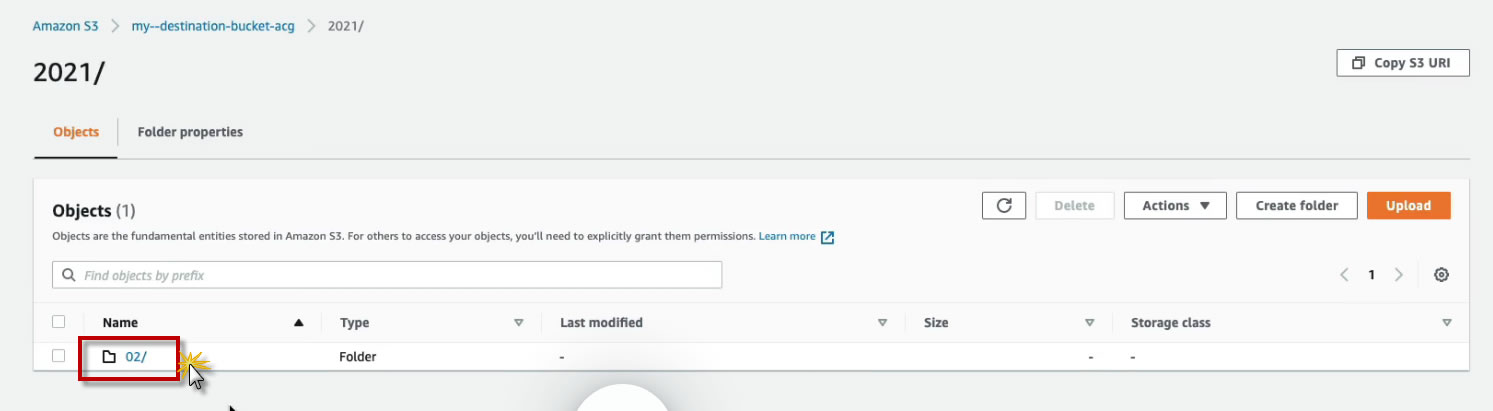 Amazon S3 > my--destination-bucket-acg > 2021/
2021/
Copy S3 URI
Objects Folder properties
Objects (1)
Delete Actions Create folder Upload
Objects are the fundamental entities stored in Amazon S3. For others to access your objects, you'll need to explicitly grant them permissions. Learn more
Find objects by prefix
< 1 >
Name Type Last modified Size Storage class
02/ Folder - - -